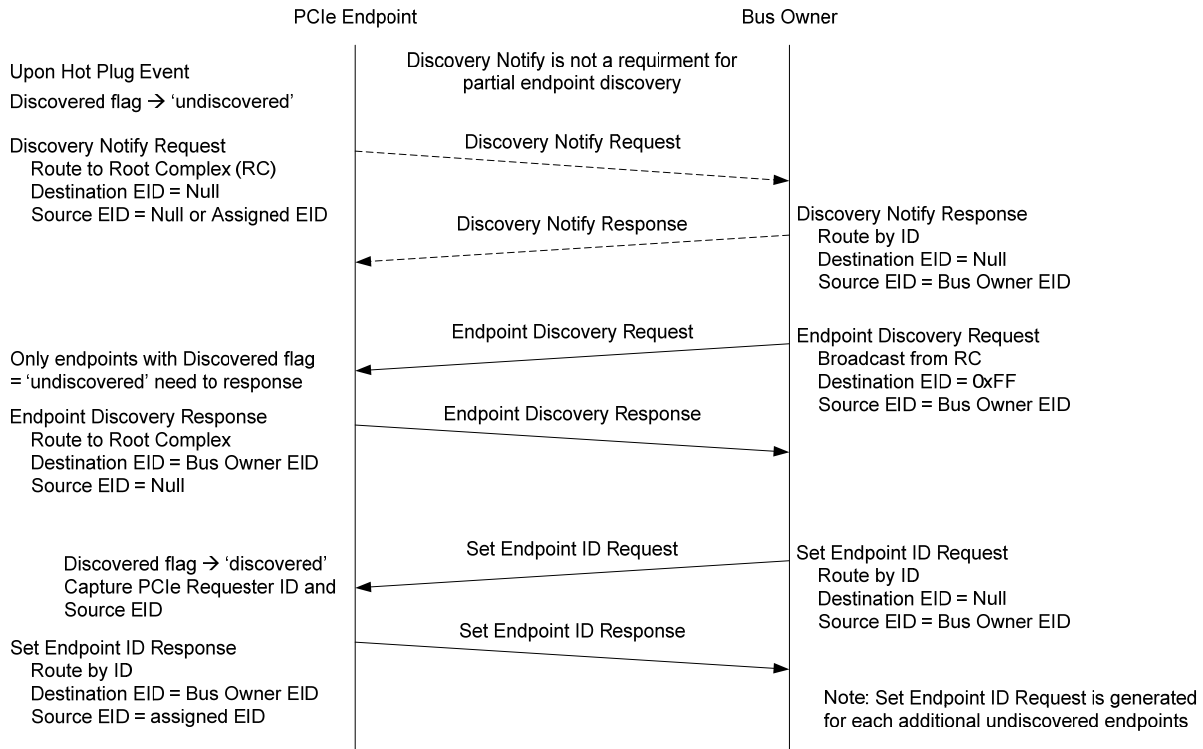 PCIe Endpoint
Bus Owner
Upon Hot Plug Event
Discovered flag → ‘undiscovered’
Discovery Notify is not a requirment for
partial endpoint discovery
Discovery Notify Request
Route to Root Complex (RC)
Destination EID = Null
Source EID = Null or Assigned EID
Discovery Notify Request
Discovery Notify Response
Discovery Notify Response
Route by ID
Destination EID = Null
Source EID = Bus Owner EID
Endpoint Discovery Request
Endpoint Discovery Request
Broadcast from RC
Destination EID = 0xFF
Source EID = Bus Owner EID
Only endpoints with Discovered flag
= ‘undiscovered’ need to response
Endpoint Discovery Response
Route to Root Complex
Destination EID = Bus Owner EID
Source EID = Null
Endpoint Discovery Response
Set Endpoint ID Request
Set Endpoint ID Request
Route by ID
Destination EID = Null
Source EID = Bus Owner EID
Discovered flag → ‘discovered’
Capture PCIe Requester ID and
Source EID
Set Endpoint ID Response
Set Endpoint ID Response
Route by ID
Destination EID = Bus Owner EID
Source EID = assigned EID
Note: Set Endpoint ID Request is generated
for each additional undiscovered endpoints